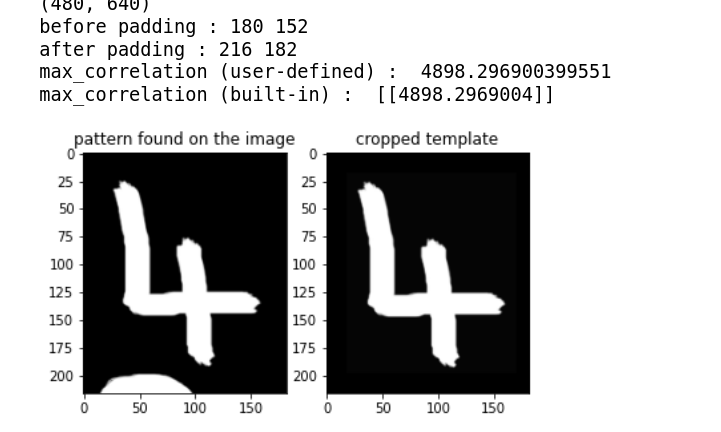 (480, 640)
before padding : 180 152
after padding : 216 182
max_correlation (user-defined) :  4898.296900399551
max_correlation (built-in) :  [[4898.2969004]]
pattern found on the image
cropped template
0
25
50
75
100
125
150
175
200
0 50 100 150
0
25
50
75
100
125
150
175
200
0 50 100 150
4
4